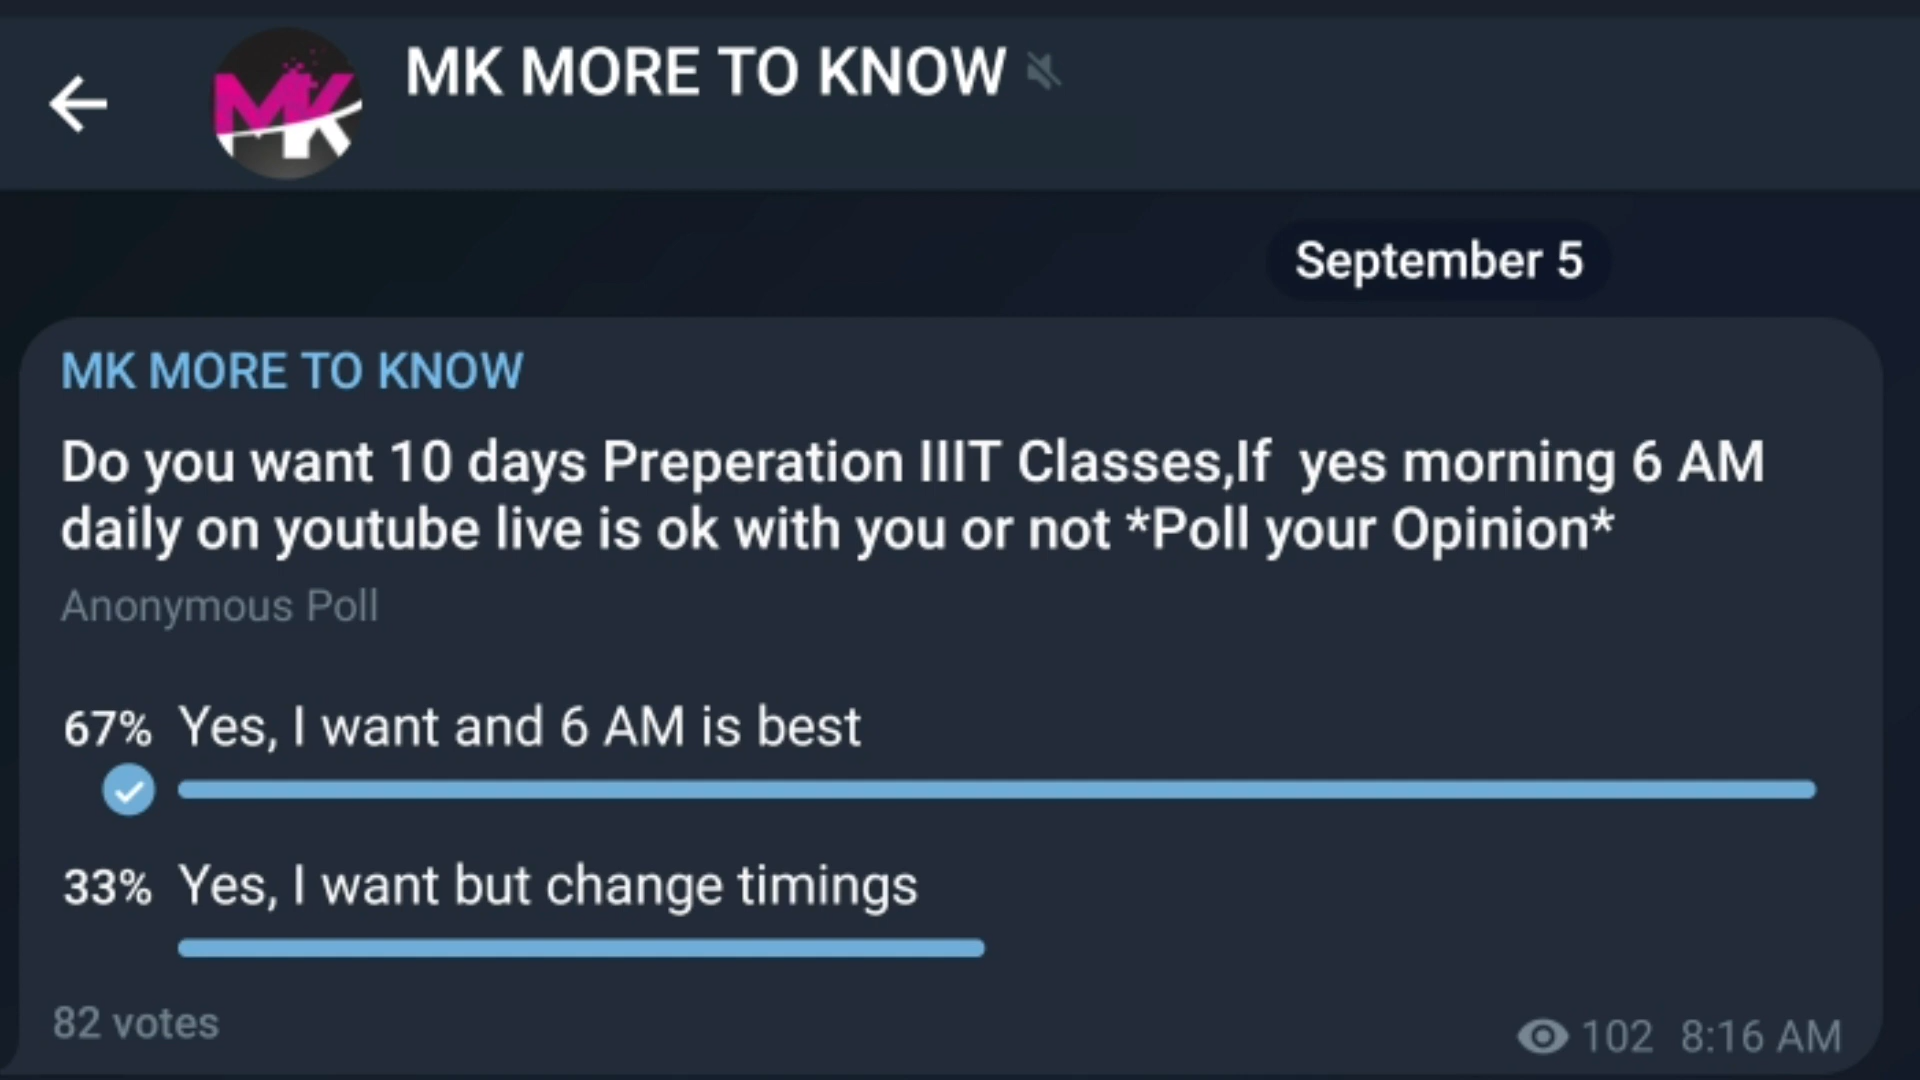 MK MORE TO KNOW
MK
September 5
MK MORE TO KNOW
Do you want 10 days Preperation IIIT Classes,If  yes morning 6 AM
daily on youtube live is ok with you or not *Poll your Opinion*
Anonymous Poll
67% Yes, I want and 6 AM is best
33% Yes, I want but change timings
82 votes
102 8:16 AM